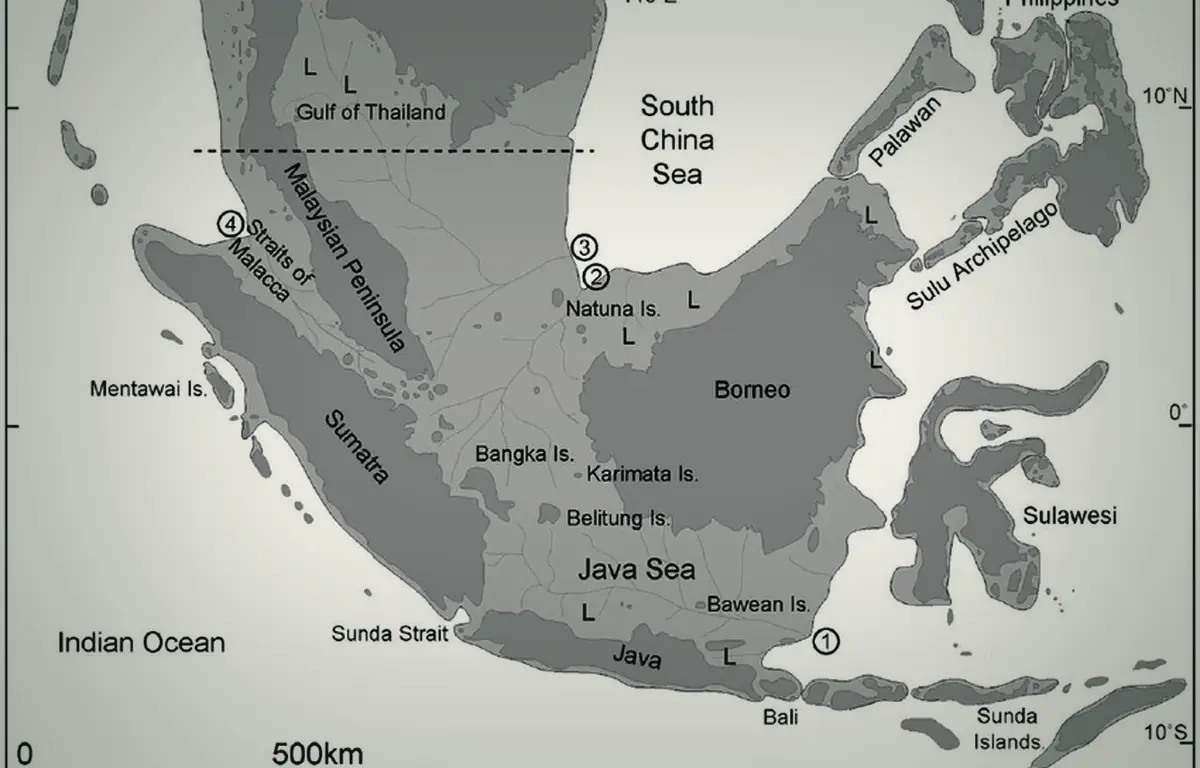 Philippines
10°N
L
L
Gulf of Thailand
South
China
Sea
Palawan
Malaysian Peninsula
4
Straits of
Malacca
L
Sulu Archipelago
3
2
Natuna Is.
L
L
L
Mentawai Is.
Borneo
0°
Sumatra
Bangka Is.
Karimata Is.
Belitung Is.
Sulawesi
Java Sea
L
Bawean Is.
Indian Ocean
Sunda Strait
1
Java
L
Bali
Sunda
Islands.
10°S
0
500km